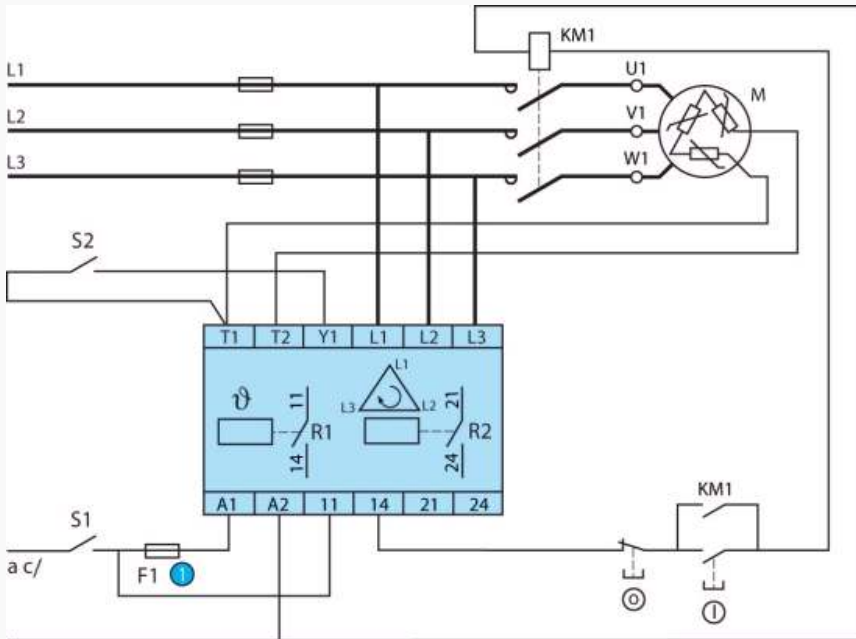 KM1
L1
U1
M
L2
V1
L3
W1
S2
T1 T2 Y1 L1 L2 L3
ϑ
11
14
R1
L1
L3
L2
21
24
R2
A1 A2 11 14 21 24
S1
a c/
F1 1
KM1
O
I